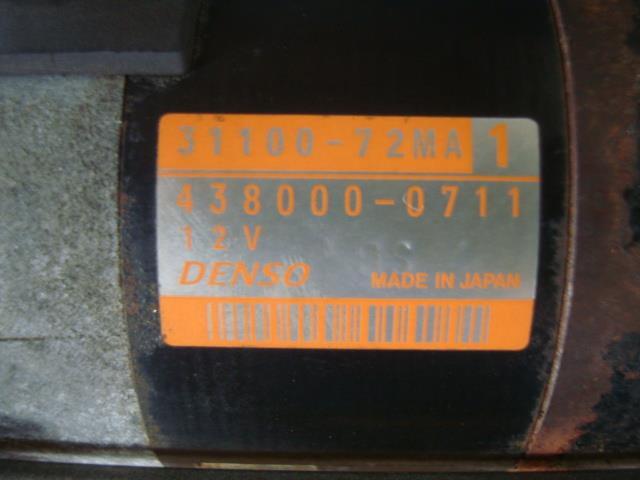 31100-72MA 1
438000-0711
12V
DENSO MADE IN JAPAN